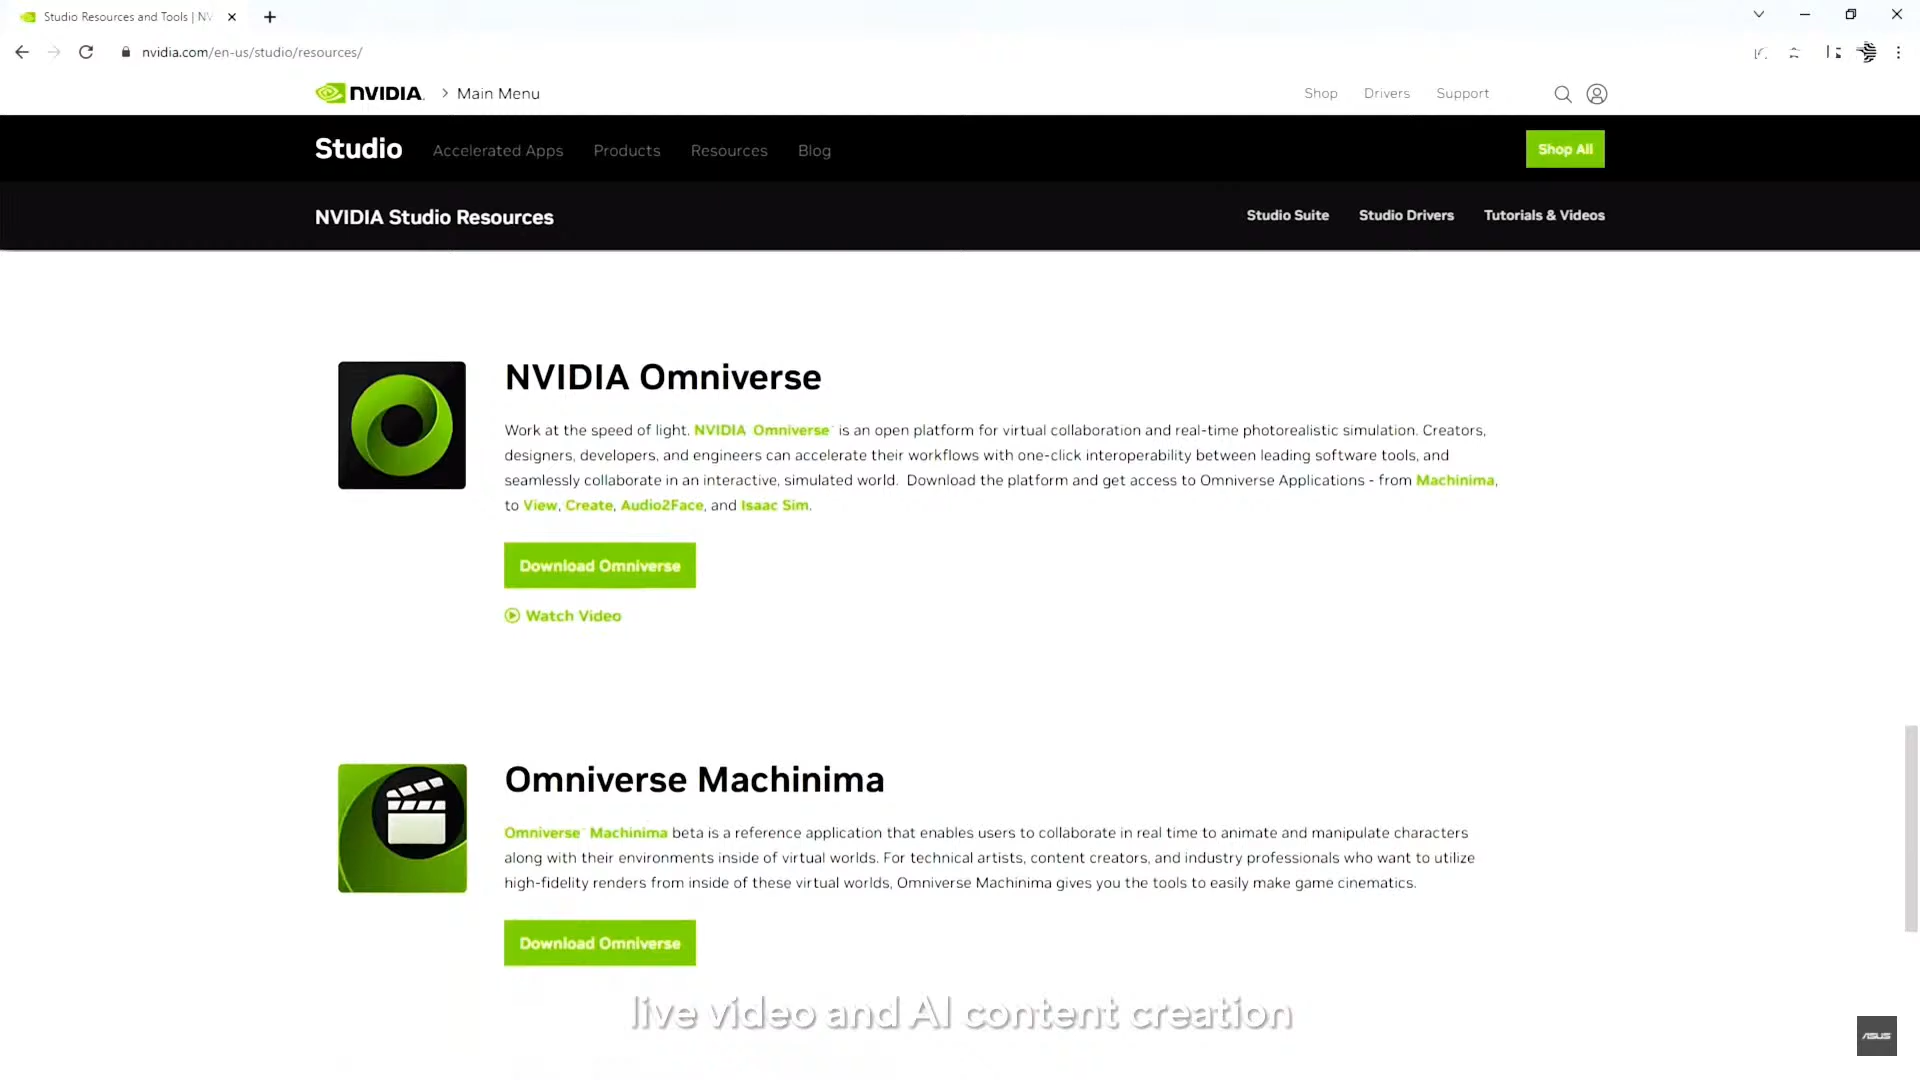 Studio Resources and Tools | NV
nvidia.com/en-us/studio/resources/
NVIDIA. Main Menu
Shop Drivers Support
Studio Accelerated Apps Products Resources Blog
Shop All
NVIDIA Studio Resources
Studio Suite Studio Drivers Tutorials & Videos
NVIDIA Omniverse
Work at the speed of light. NVIDIA Omniverse is an open platform for virtual collaboration and real-time photorealistic simulation. Creators,
designers, developers, and engineers can accelerate their workflows with one-click interoperability between leading software tools, and
seamlessly collaborate in an interactive, simulated world. Download the platform and get access to Omniverse Applications - from Machinima,
to View, Create, Audio2Face, and Isaac Sim.
Download Omniverse
Watch Video
Omniverse Machinima
Omniverse Machinima beta is a reference application that enables users to collaborate in real time to animate and manipulate characters
along with their environments inside of virtual worlds. For technical artists, content creators, and industry professionals who want to utilize
high-fidelity renders from inside of these virtual worlds, Omniverse Machinima gives you the tools to easily make game cinematics.
Download Omniverse
live video and AI content creation
ASUS